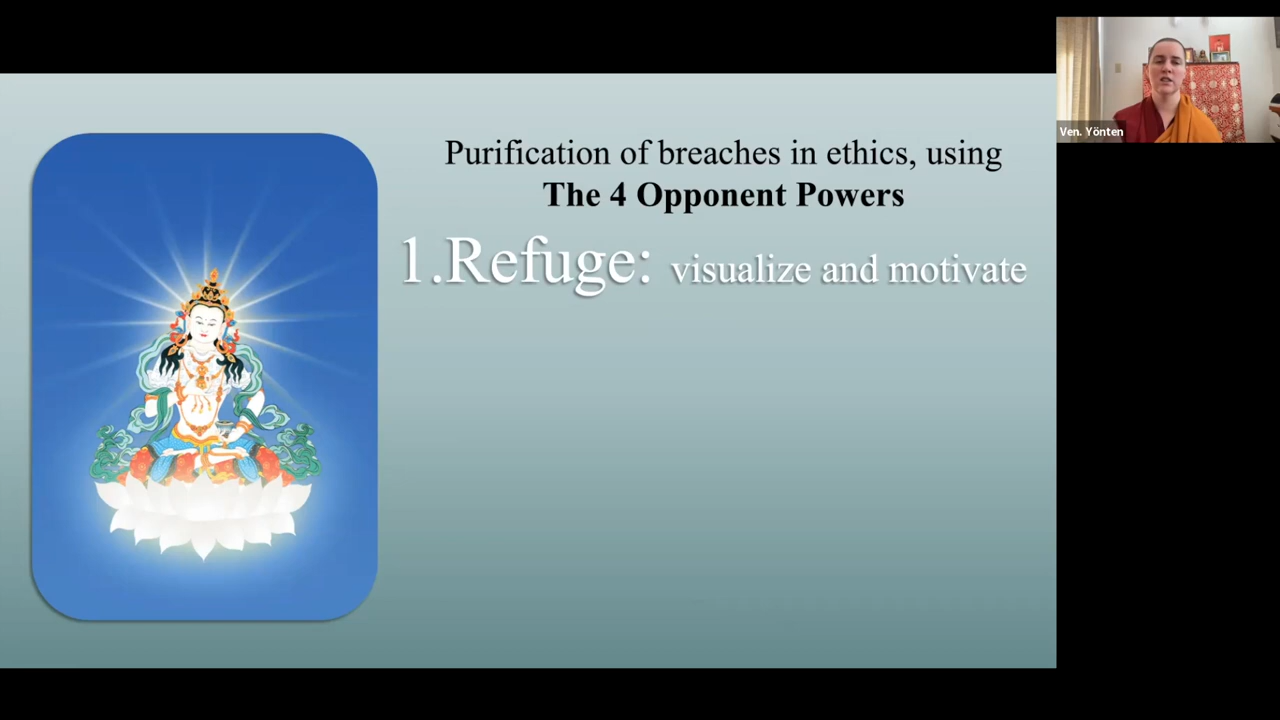 Purification of breaches in ethics, using
The 4 Opponent Powers
1.Refuge: visualize and motivate
Ven. Yönten